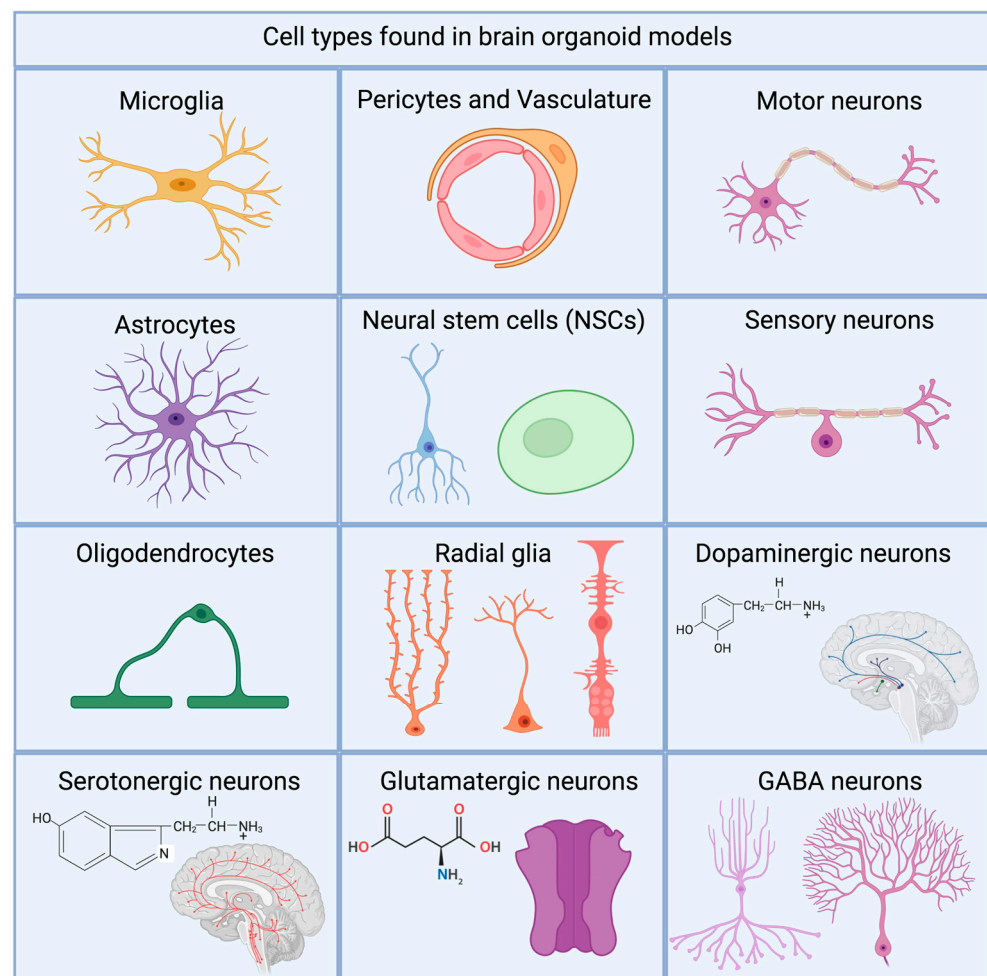 Cell types found in brain organoid models
Microglia
Pericytes and Vasculature
Motor neurons
Astrocytes
Neural stem cells (NSCs)
Sensory neurons
Oligodendrocytes
Radial glia
Dopaminergic neurons
H
CH₂—CH—NH₃
+
HO
OH
Serotonergic neurons
Glutamatergic neurons
GABA neurons
H
HO
CH₂—CH—NH₃
+
N
O O
HO OH
NH₂